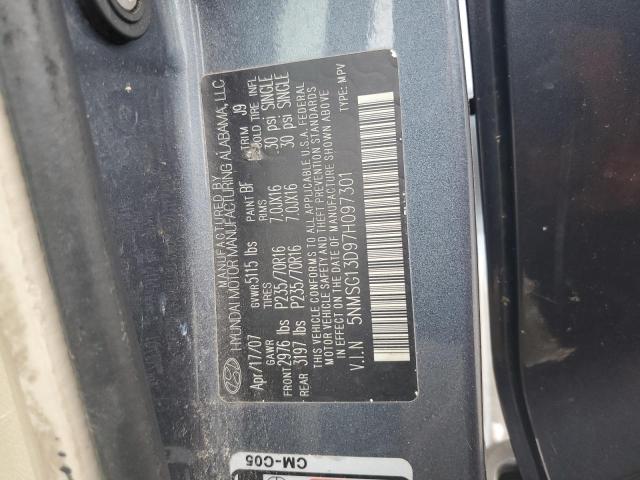 MANUFACTURED BY
HYUNDAI MOTOR MANUFACTURING ALABAMA, LLC
Apr/17/07 GVWR 5115 lbs PAINT BF TRIM J9
GAWR TIRES RIMS COLD TIRE INFL
FRONT 2976 lbs P235/70R16 7.0JX16 30 psi SINGLE
REAR 3197 lbs P235/70R16 7.0JX16 30 psi SINGLE
THIS VEHICLE CONFORMS TO ALL APPLICABLE U.S.A. FEDERAL
MOTOR VEHICLE SAFETY AND THEFT PREVENTION STANDARDS
IN EFFECT ON THE DATE OF MANUFACTURE SHOWN ABOVE
V.I.N 5NMSG13D97H097301 TYPE: MPV
CM-C05